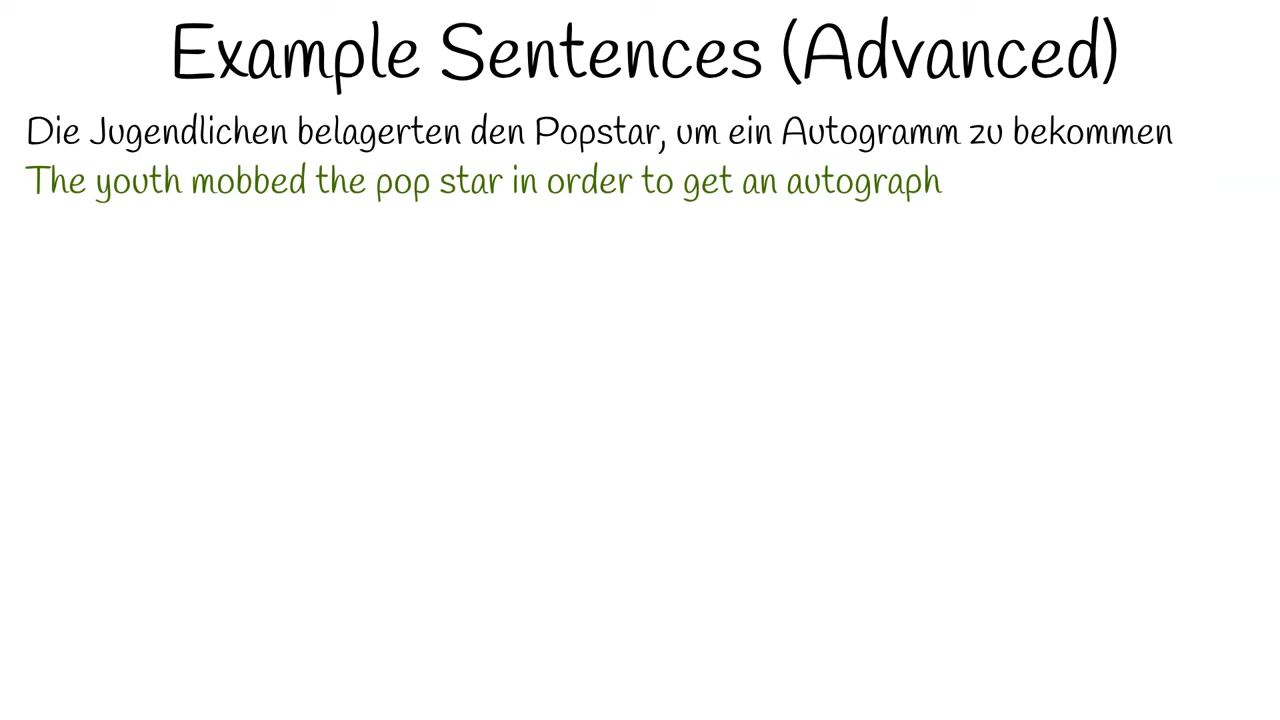 Example Sentences (Advanced)
Die Jugendlichen belagerten den Popstar, um ein Autogramm zu bekommen
The youth mobbed the pop star in order to get an autograph